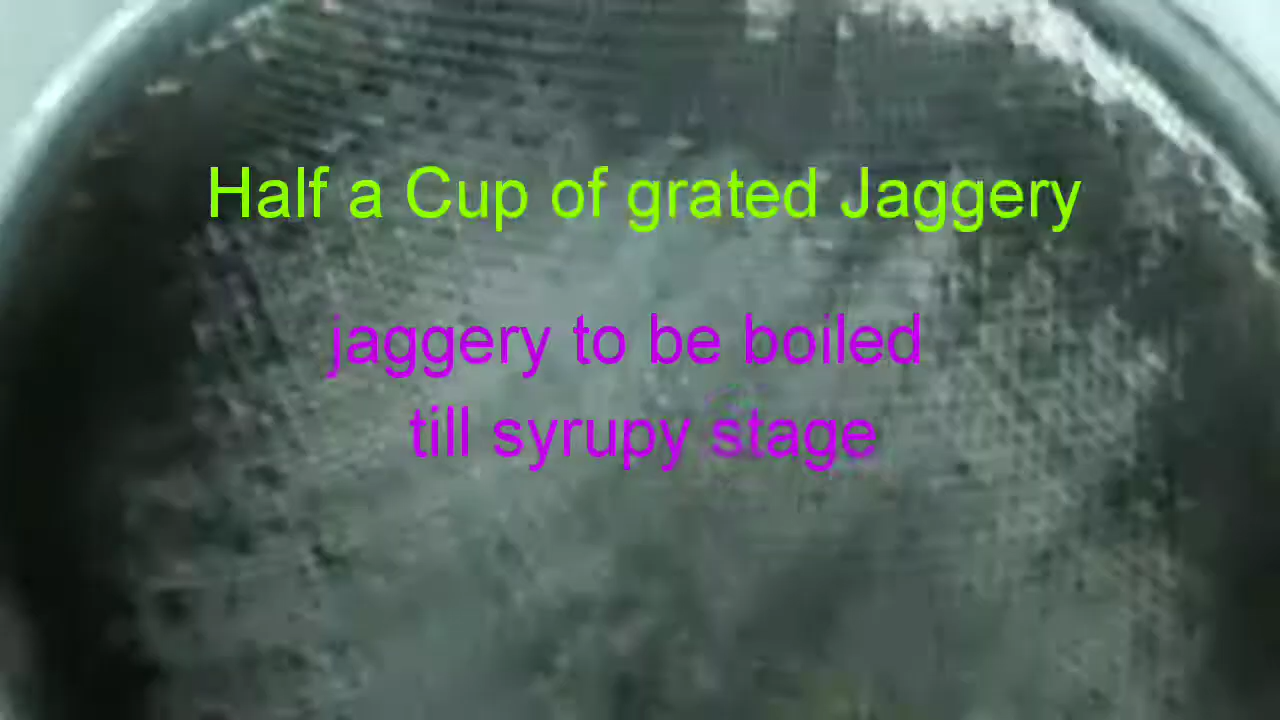 Half a Cup of grated Jaggery
jaggery to be boiled
till syrupy stage